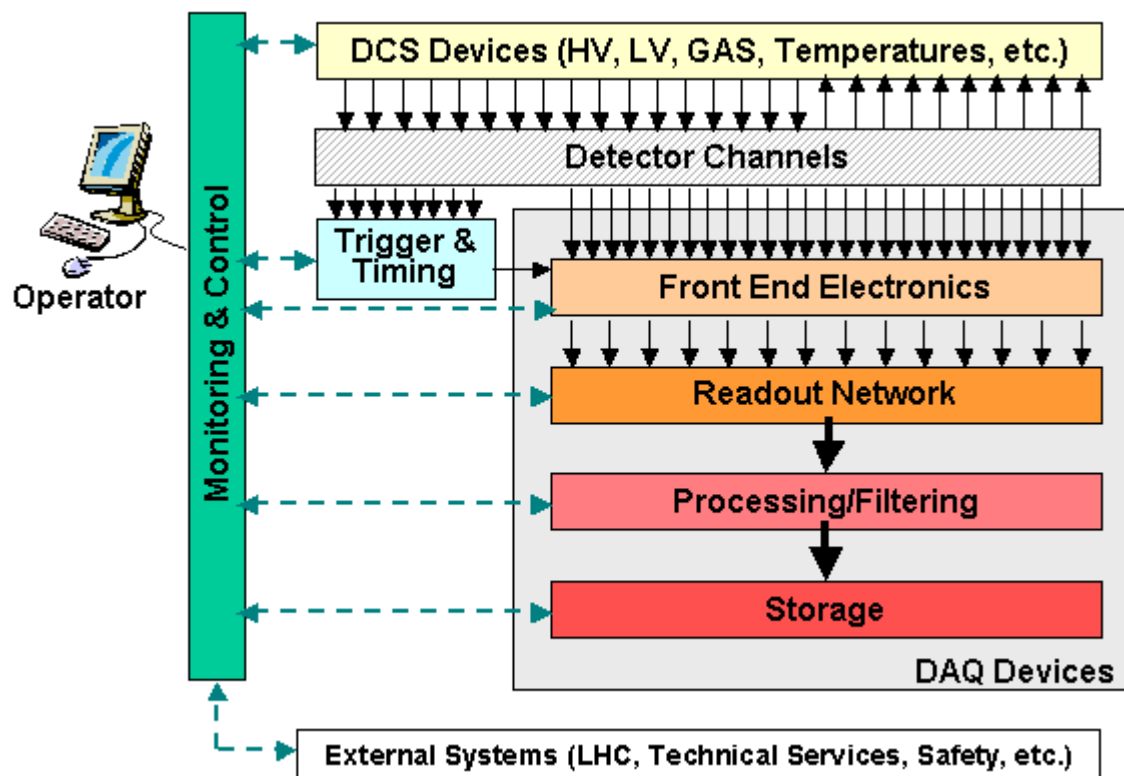 DCS Devices (HV, LV, GAS, Temperatures, etc.)
Detector Channels
Trigger &
Timing
Operator
Monitoring & Control
Front End Electronics
Readout Network
Processing/Filtering
Storage
DAQ Devices
External Systems (LHC, Technical Services, Safety, etc.)